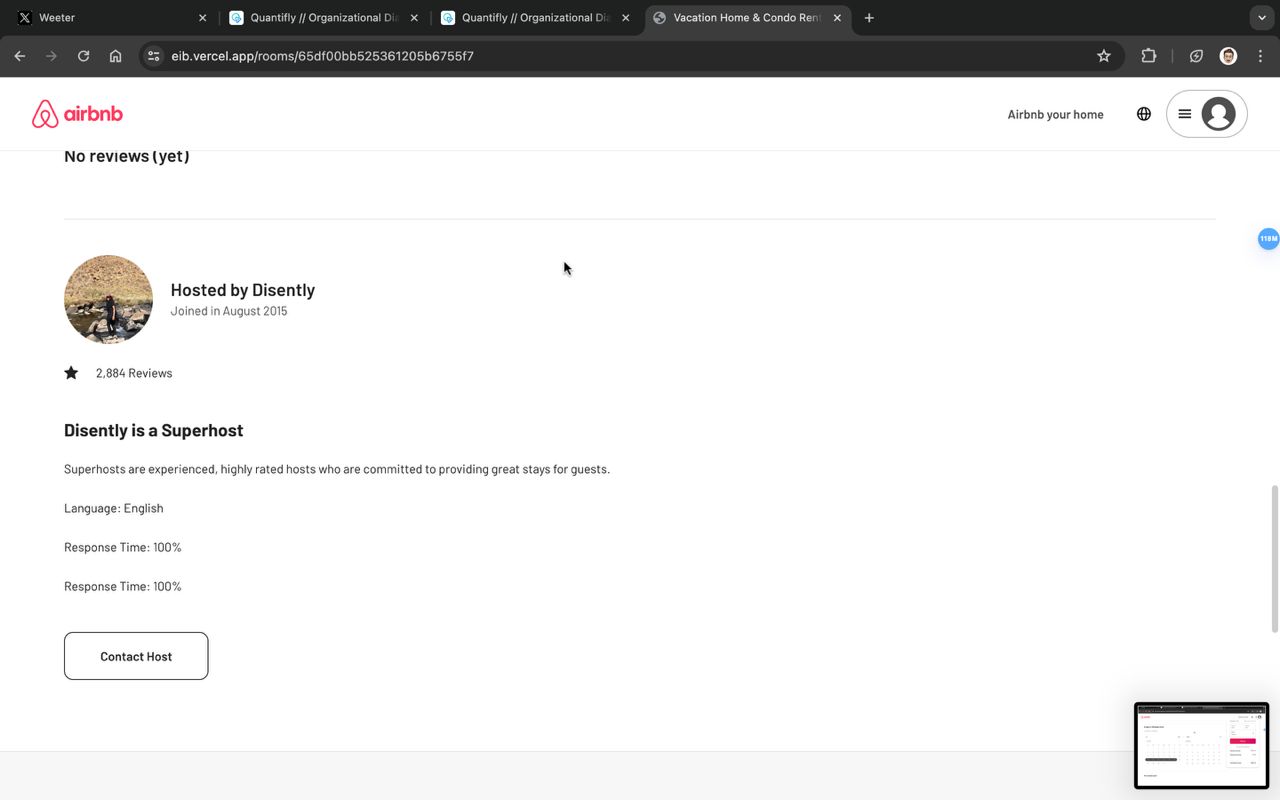 Weeter
Quantifly // Organizational Di
Quantifly // Organizational Di
Vacation Home & Condo Ren
eib.vercel.app/rooms/65df00bb525361205b6755f7
airbnb
Airbnb your home
No reviews (yet)
118M
Hosted by Disently
Joined in August 2015
2,884 Reviews
Disently is a Superhost
Superhosts are experienced, highly rated hosts who are committed to providing great stays for guests.
Language: English
Response Time: 100%
Response Time: 100%
Contact Host